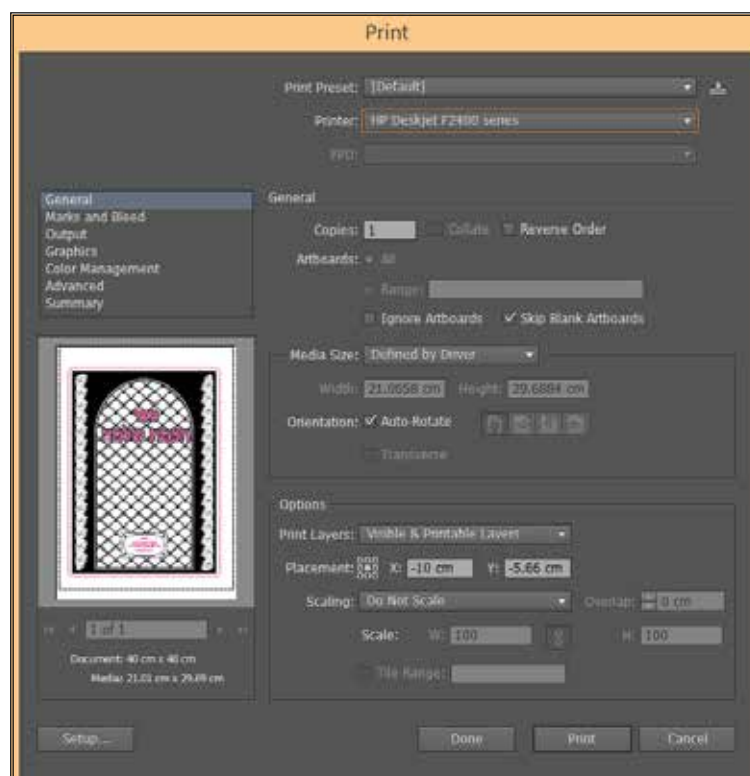 Print
Print Preset: [Default]
Printer: HP Deskjet F2400 series
PPD:
General
Marks and Bleed
Output
Graphics
Color Management
Advanced
Summary
General
Copies: 1 Collate Reverse Order
Artboards: All
Range:
Ignore Artboards Skip Blank Artboards
Media Size: Defined by Driver
Width: 21.0058 cm Height: 29.6884 cm
Orientation: Auto-Rotate
Transverse
Options
Print Layers: Visible & Printable Layers
Placement: X: -10 cm Y: -5.66 cm
Scaling: Do Not Scale Overlap: 0 cm
Scale: W: 100 H: 100
Tile Range:
1 of 1
Document: 40 cm x 40 cm
Media: 21.01 cm x 29.69 cm
Setup... Done Print Cancel